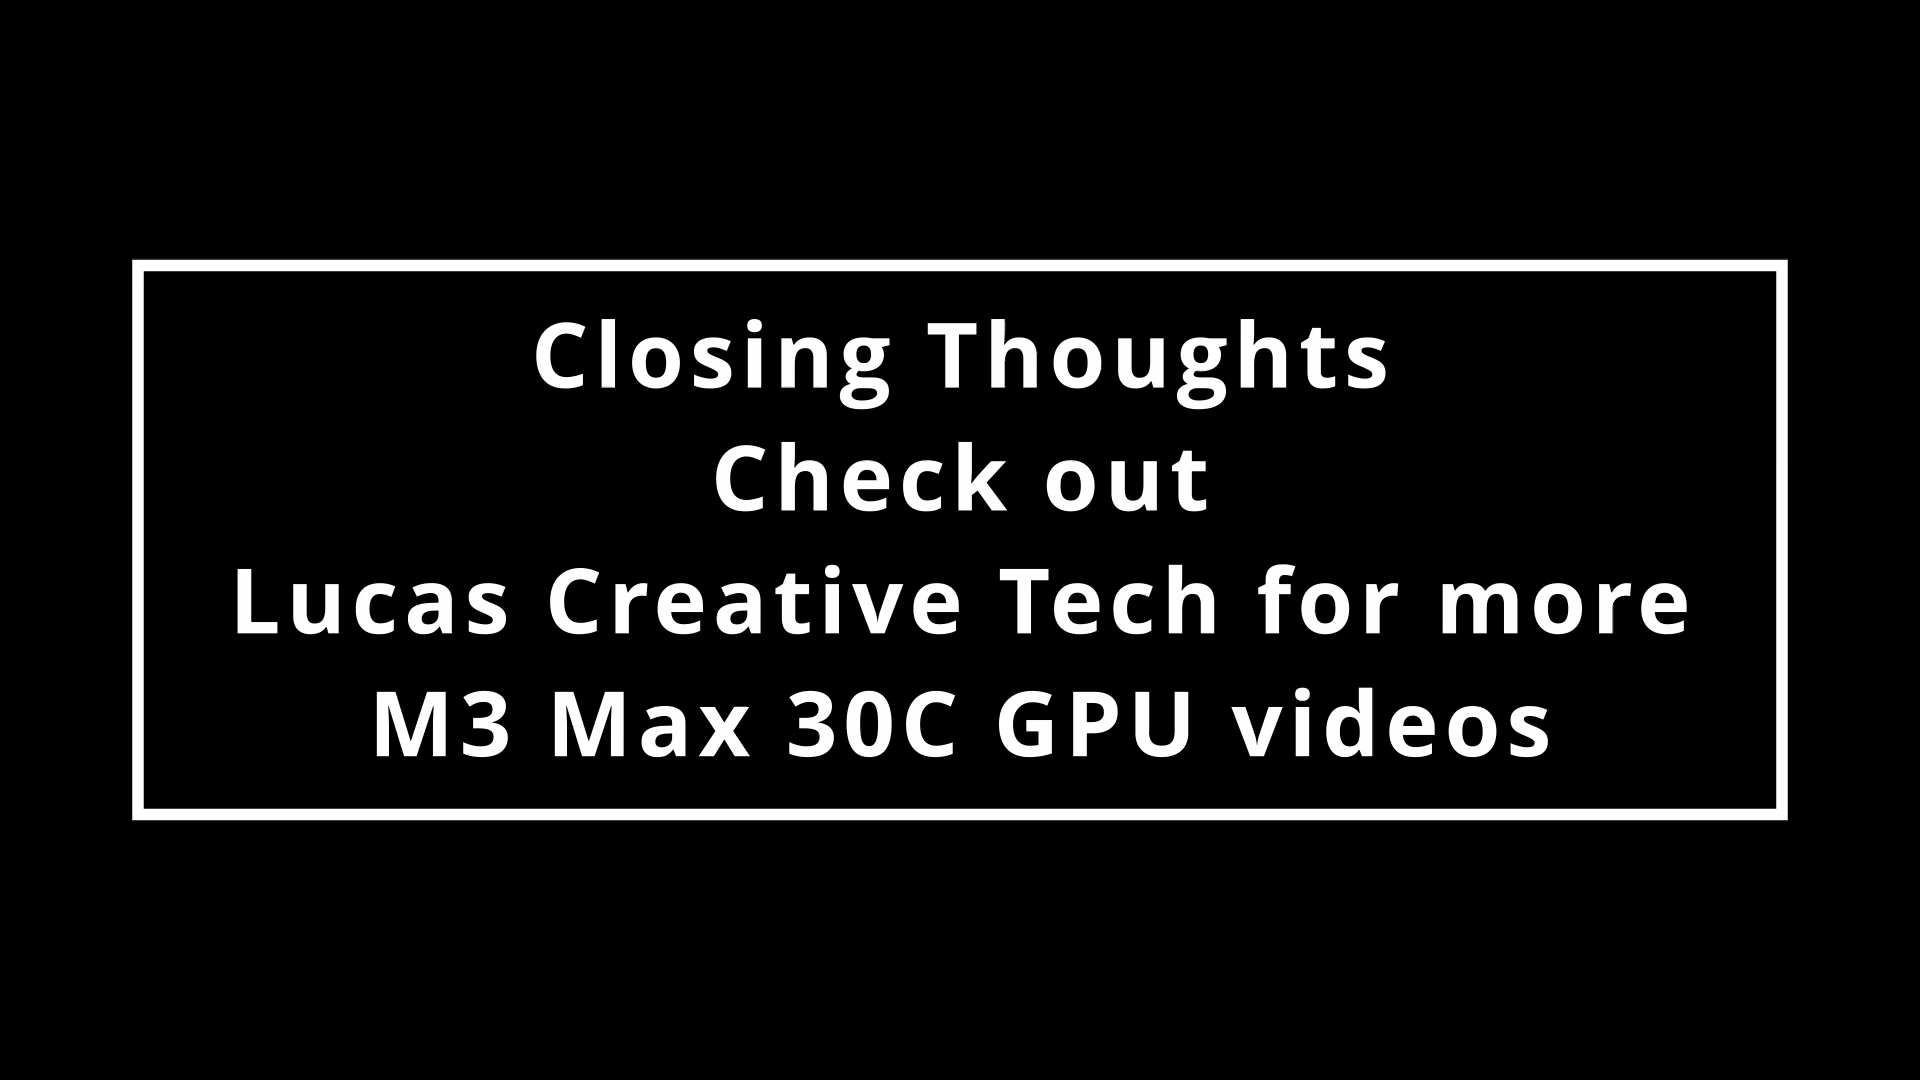 Closing Thoughts
Check out
Lucas Creative Tech for more
M3 Max 30C GPU videos